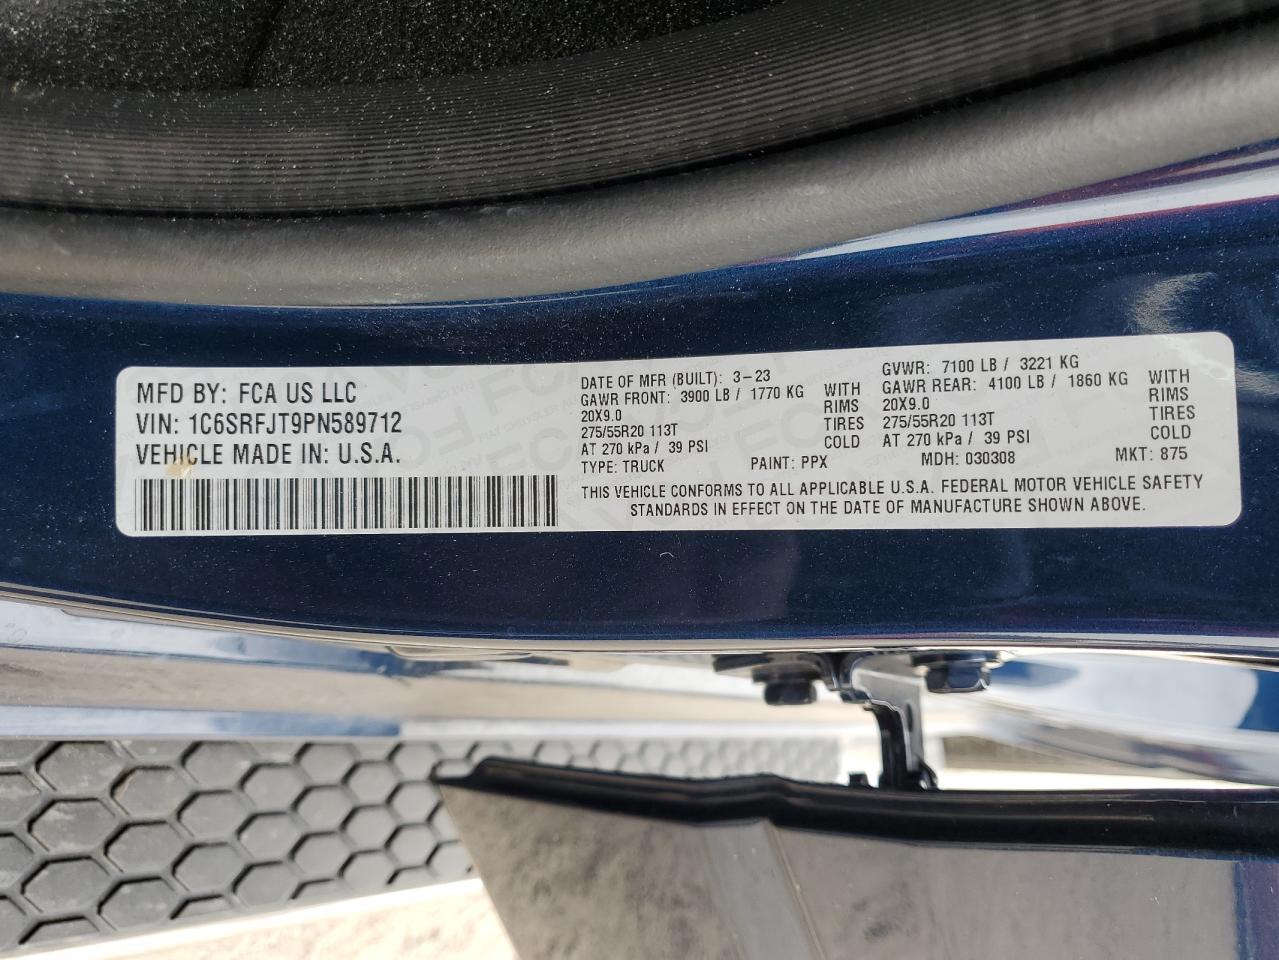 MFD BY: FCA US LLC
VIN: 1C6SRFJT9PN589712
VEHICLE MADE IN: U.S.A.
DATE OF MFR (BUILT): 3-23
GAWR FRONT: 3900 LB / 1770 KG WITH
20X9.0 RIMS
275/55R20 113T TIRES
AT 270 kPa / 39 PSI COLD
GVWR: 7100 LB / 3221 KG
GAWR REAR: 4100 LB / 1860 KG WITH
20X9.0 RIMS
275/55R20 113T TIRES
AT 270 kPa / 39 PSI COLD
TYPE: TRUCK PAINT: PPX MDH: 030308 MKT: 875
THIS VEHICLE CONFORMS TO ALL APPLICABLE U.S.A. FEDERAL MOTOR VEHICLE SAFETY
STANDARDS IN EFFECT ON THE DATE OF MANUFACTURE SHOWN ABOVE.